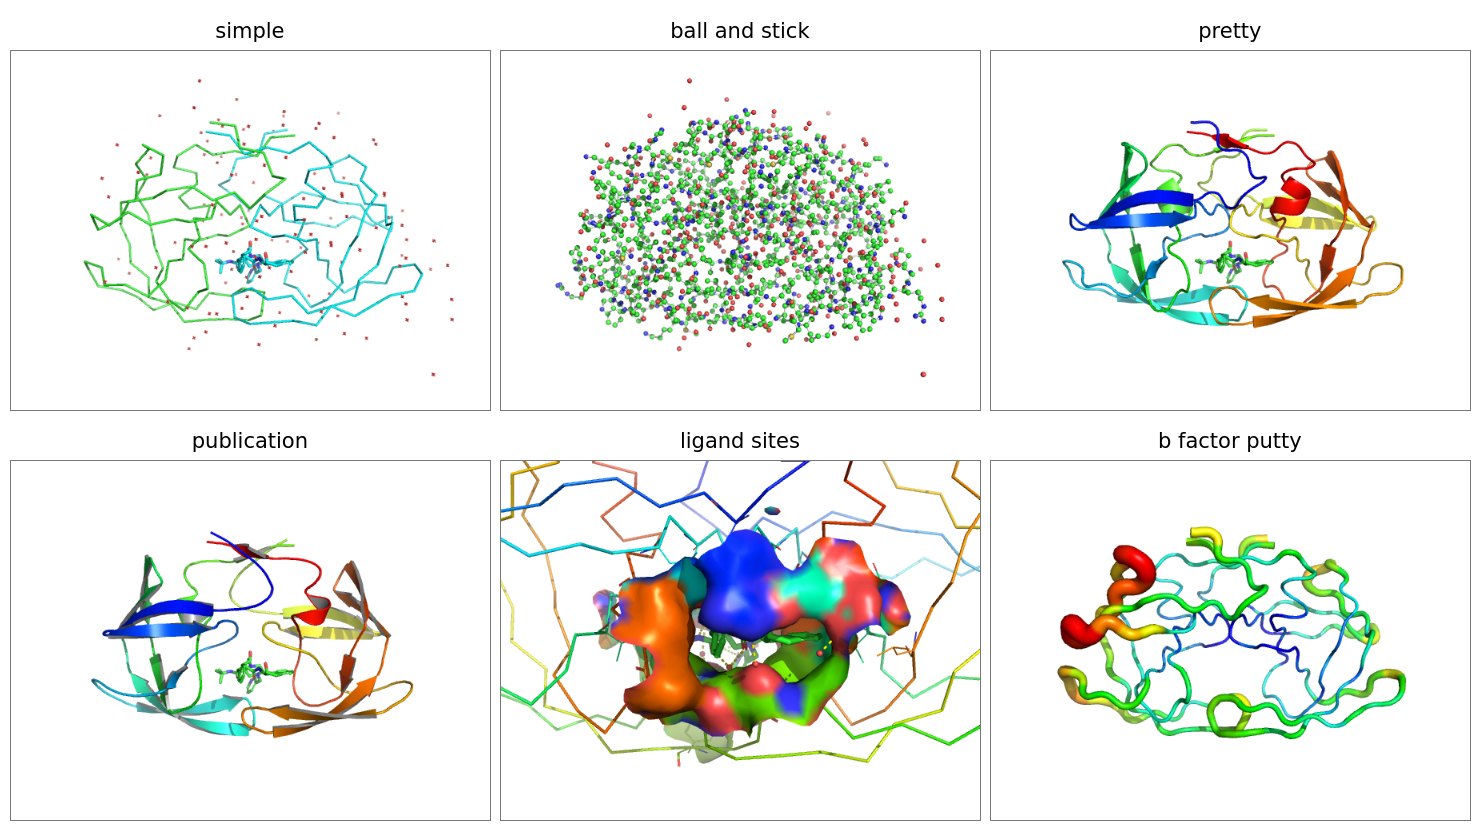 simple
ball and stick
pretty
publication
ligand sites
b factor putty